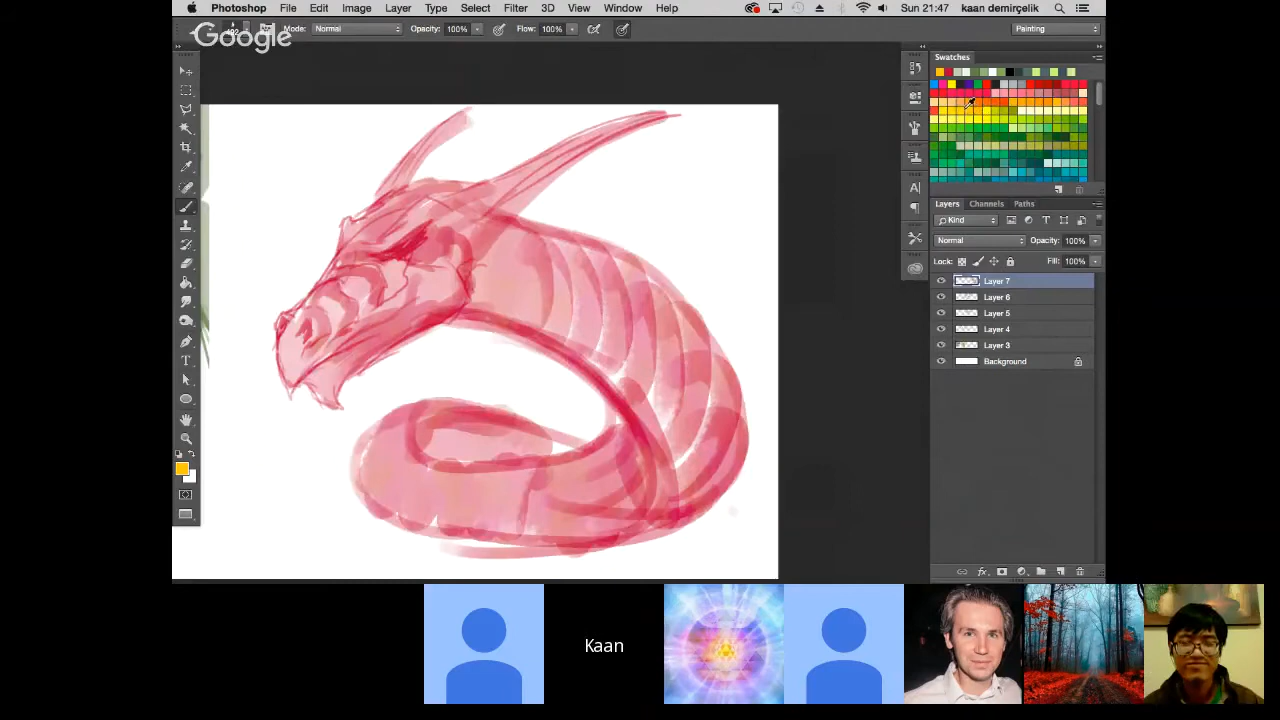 Photoshop File Edit Image Layer Type Select Filter 3D View Window Help Sun 21:47 kaan demirçelik
Mode: Normal Opacity: 100% Flow: 100% Painting
Google
Swatches
A
Layers Channels Paths
Kind
Normal Opacity: 100%
Lock: Fill: 100%
Layer 7
Layer 6
Layer 5
Layer 4
Layer 3
Background
T
fx
Kaan